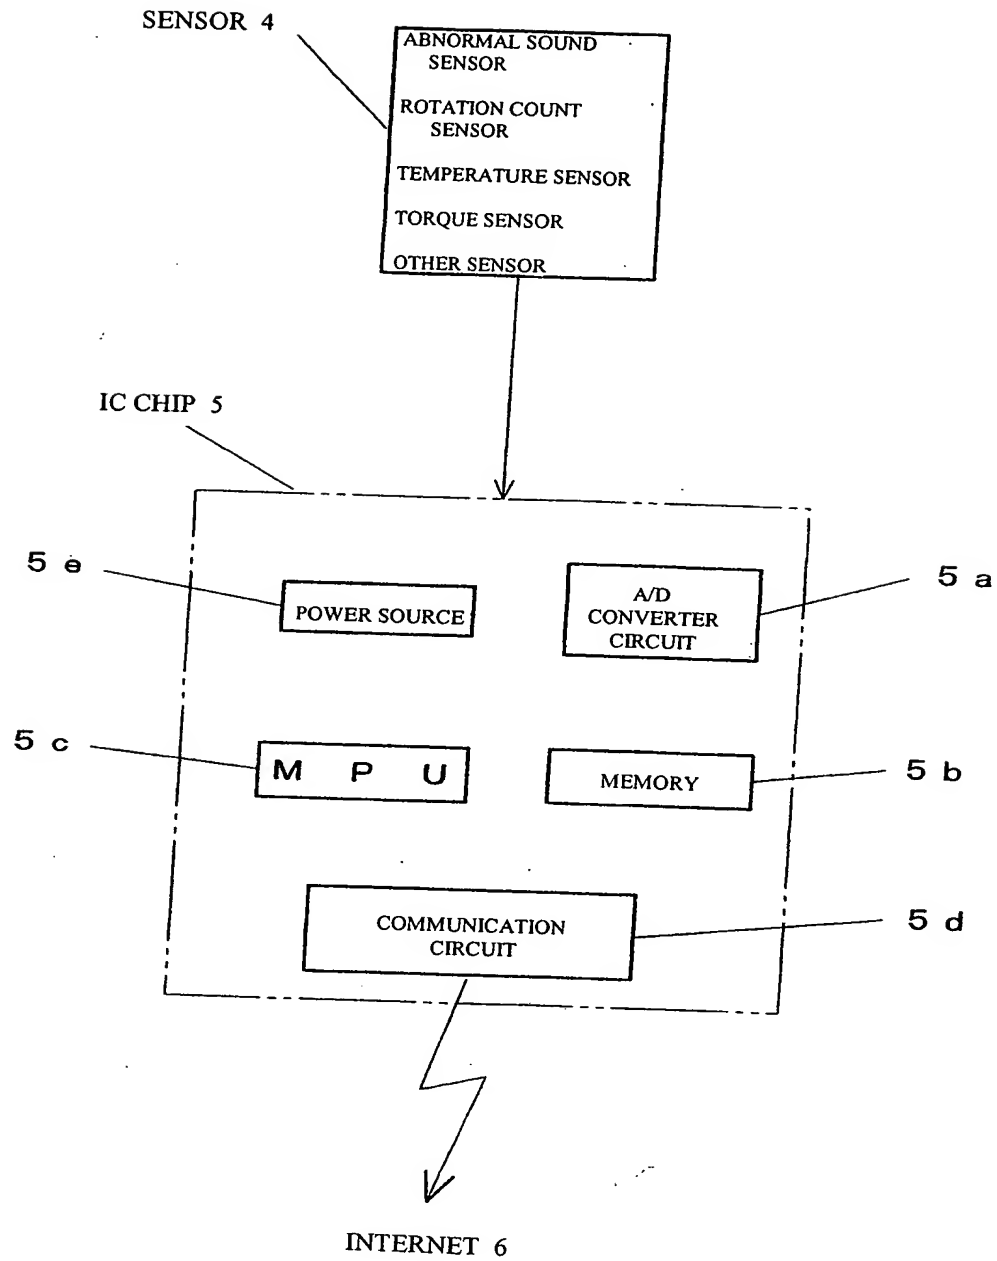 SENSOR 4
ABNORMAL SOUND
SENSOR
ROTATION COUNT
SENSOR
TEMPERATURE SENSOR
TORQUE SENSOR
OTHER SENSOR
IC CHIP 5
5 e
POWER SOURCE
A/D
CONVERTER
CIRCUIT
5 a
5 c
M P U
MEMORY
5 b
COMMUNICATION
CIRCUIT
5 d
INTERNET 6